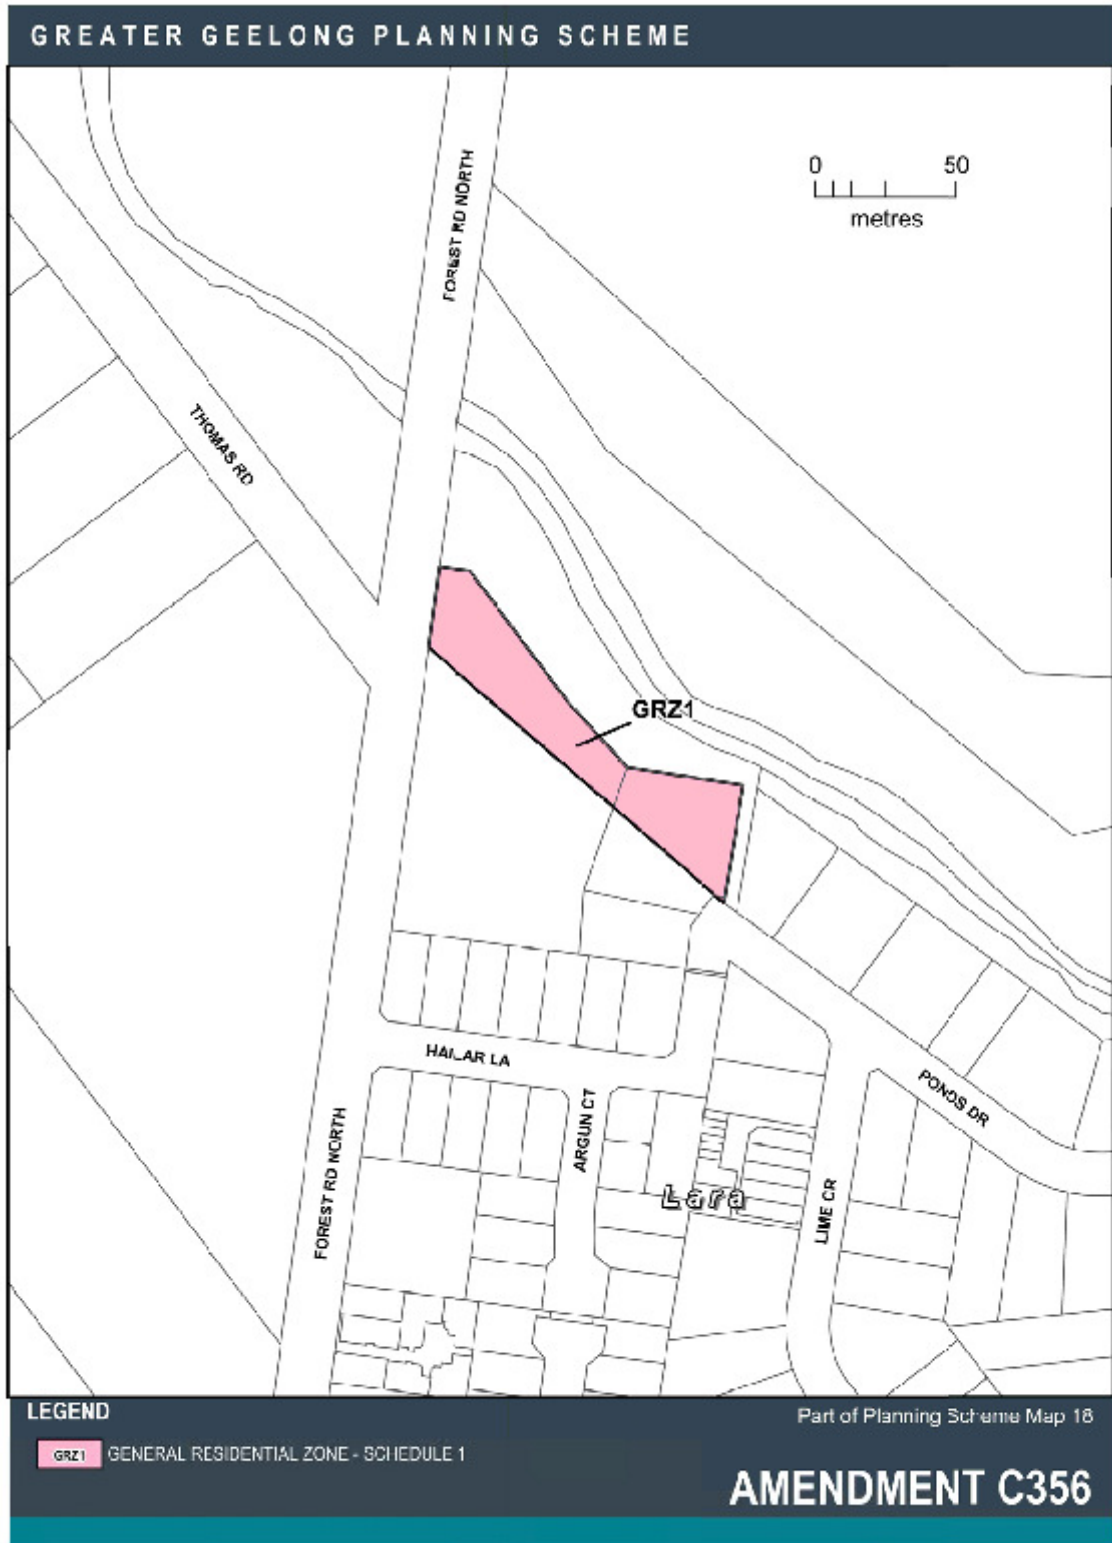 GREATER GEELONG PLANNING SCHEME
0 50
metres
FOREST RD NORTH
THOMAS RD
GRZ1
HAILAR LA
ARGUN CT
PONDS DR
FOREST RD NORTH
Lara
LIME CR
LEGEND
Part of Planning Scheme Map 18
GRZ1 GENERAL RESIDENTIAL ZONE - SCHEDULE 1
AMENDMENT C356